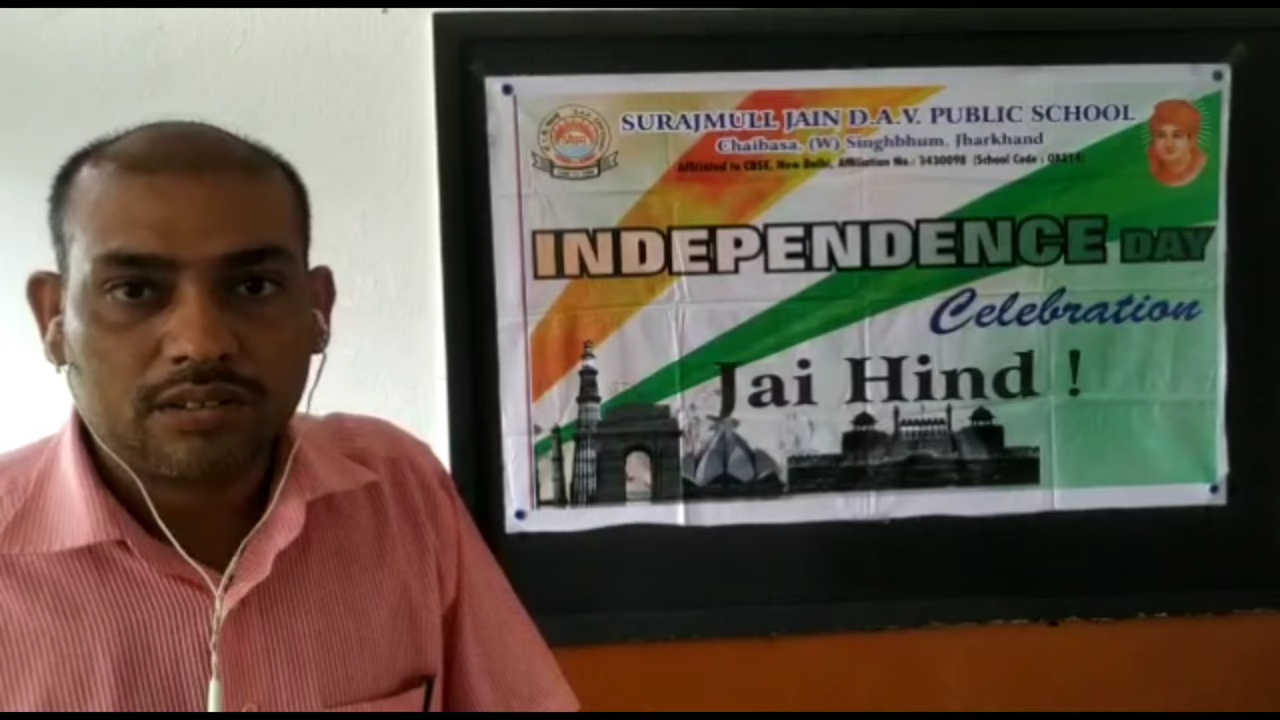 SURAJMULL JAIN D.A.V. PUBLIC SCHOOL
Chaibasa, (W) Singhbhum, Jharkhand
Affiliated to CBSE, New Delhi, Affiliation No.: 3430098 (School Code : 08314)
INDEPENDENCE DAY
Celebration
Jai Hind !